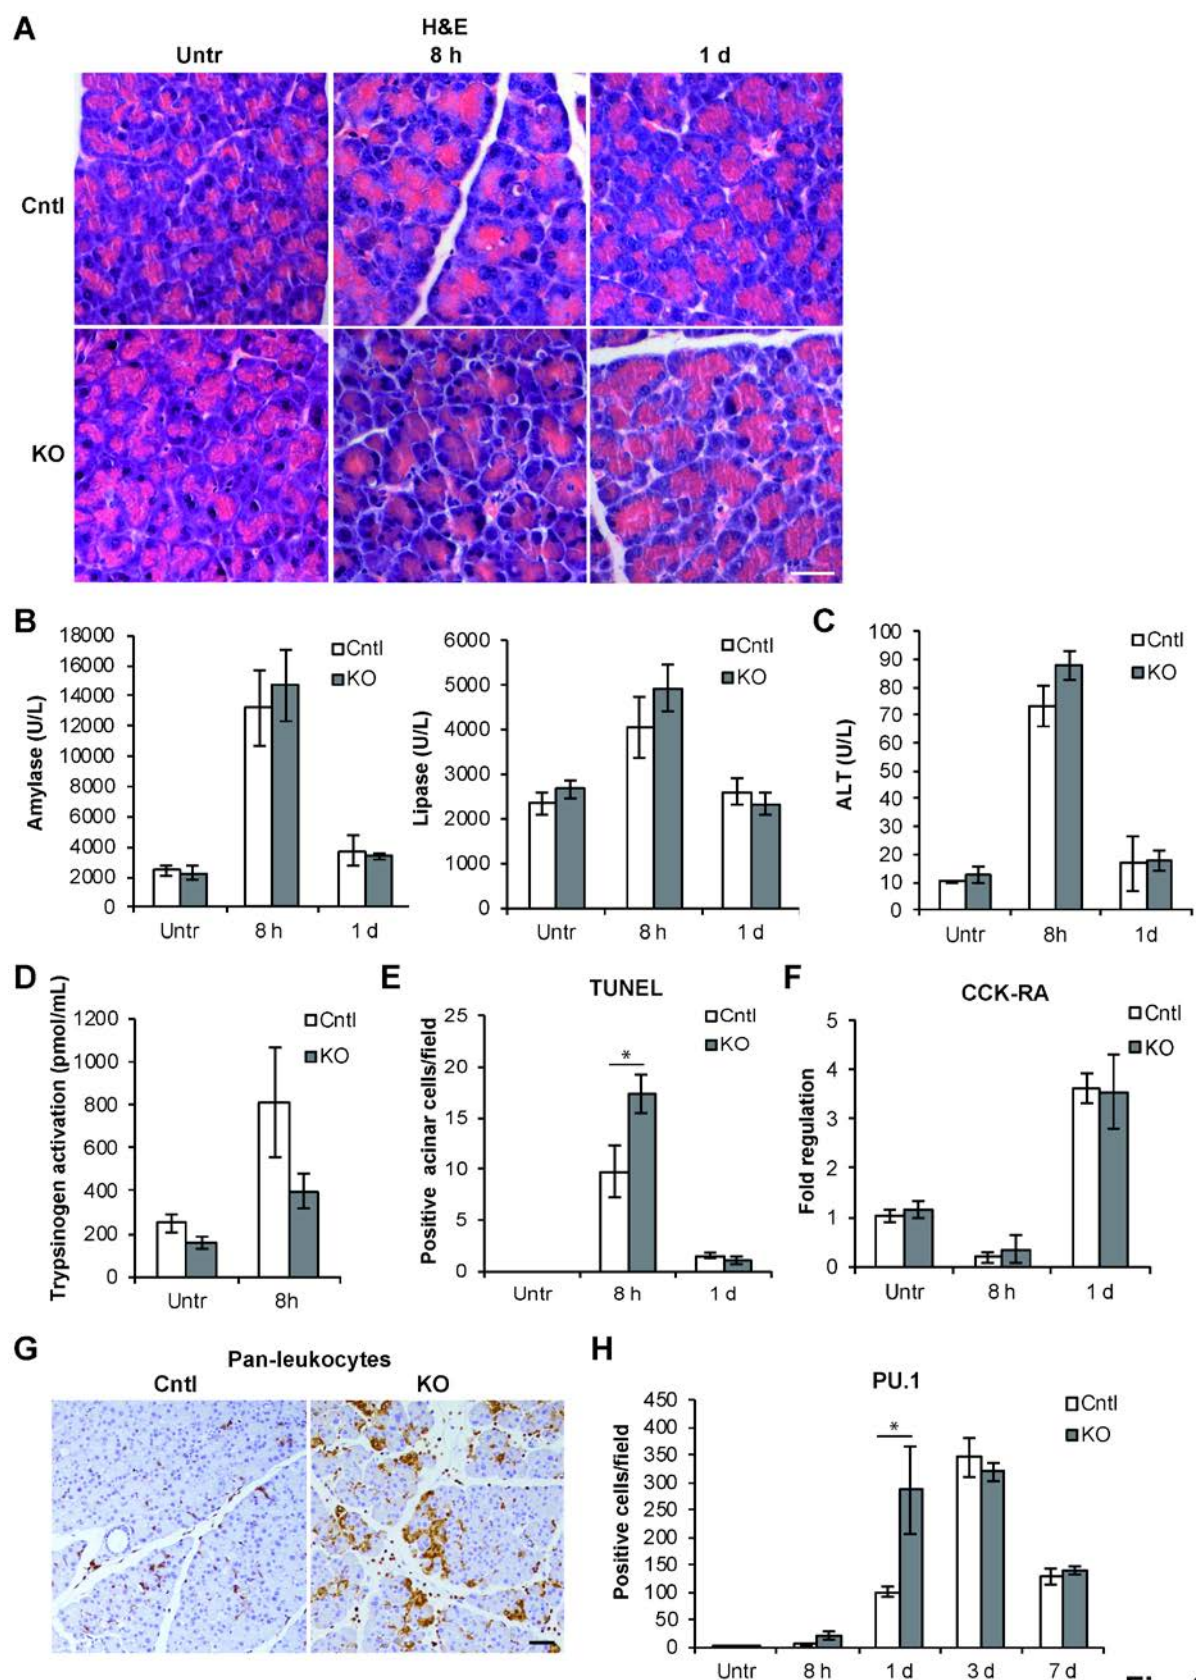 A
H&E
Untr 8 h 1 d
Cntl
KO
B
Amylase (U/L)
18000
16000
14000
12000
10000
8000
6000
4000
2000
0
Untr 8 h 1 d
Cntl
KO
Lipase (U/L)
6000
5000
4000
3000
2000
1000
0
Untr 8 h 1 d
Cntl
KO
C
ALT (U/L)
100
90
80
70
60
50
40
30
20
10
0
Untr 8h 1d
Cntl
KO
D
Trypsinogen activation (pmol/mL)
1200
1000
800
600
400
200
0
Untr 8h
Cntl
KO
E
TUNEL
Positive acinar cells/field
25
20
15
10
5
0
*
Untr 8 h 1 d
Cntl
KO
F
CCK-RA
Fold regulation
5
4
3
2
1
0
Untr 8 h 1 d
Cntl
KO
G
Pan-leukocytes
Cntl KO
H
PU.1
Positive cells/field
450
400
350
300
250
200
150
100
50
0
*
Untr 8 h 1 d 3 d 7 d
Cntl
KO